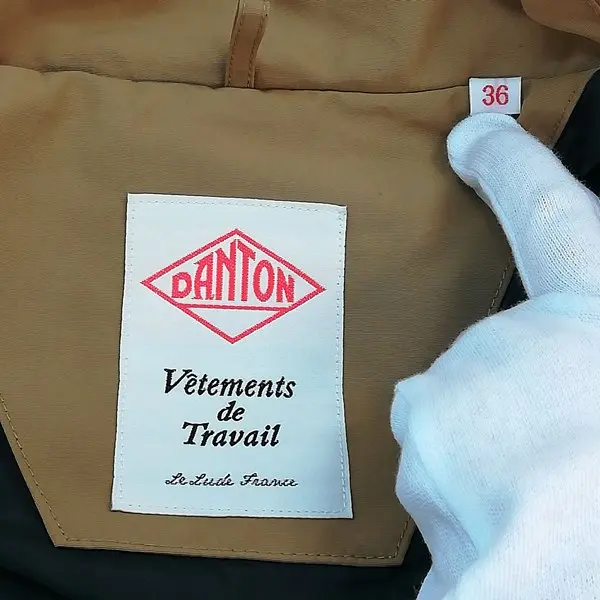 36
DANTON
Vêtements
de
Travail
Le Lude France